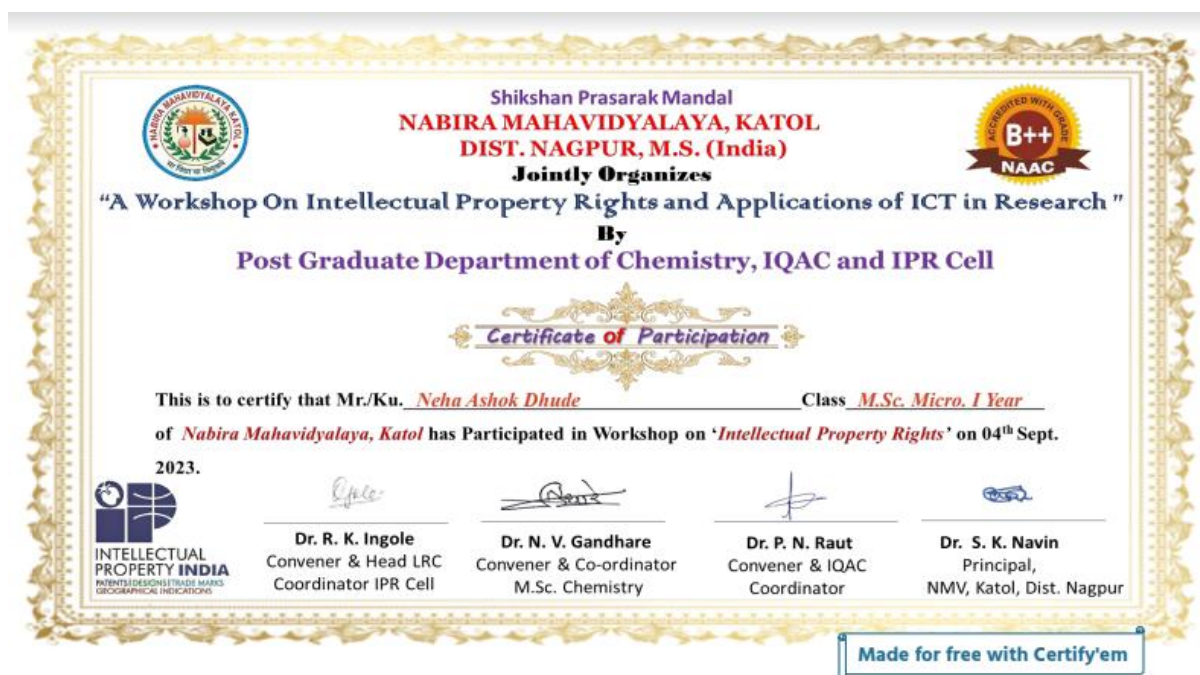 Shikshan Prasarak Mandal
NABIRA MAHAVIDYALAYA, KATOL
DIST. NAGPUR, M.S. (India)
NABIRA MAHAVIDYALAYA KATOL
ACCREDITED WITH GRADE
B++
NAAC
Jointly Organizes
“A Workshop On Intellectual Property Rights and Applications of ICT in Research ”
By
Post Graduate Department of Chemistry, IQAC and IPR Cell
Certificate of Participation
This is to certify that Mr./Ku. Neha Ashok Dhude Class M.Sc. Micro. I Year
of Nabira Mahavidyalaya, Katol has Participated in Workshop on ‘Intellectual Property Rights’ on 04th Sept.
2023.
INTELLECTUAL
PROPERTY INDIA
PATENTS|DESIGNS|TRADE MARKS
GEOGRAPHICAL INDICATIONS
Dr. R. K. Ingole
Convener & Head LRC
Coordinator IPR Cell
Dr. N. V. Gandhare
Convener & Co-ordinator
M.Sc. Chemistry
Dr. P. N. Raut
Convener & IQAC
Coordinator
Dr. S. K. Navin
Principal,
NMV, Katol, Dist. Nagpur
Made for free with Certify'em